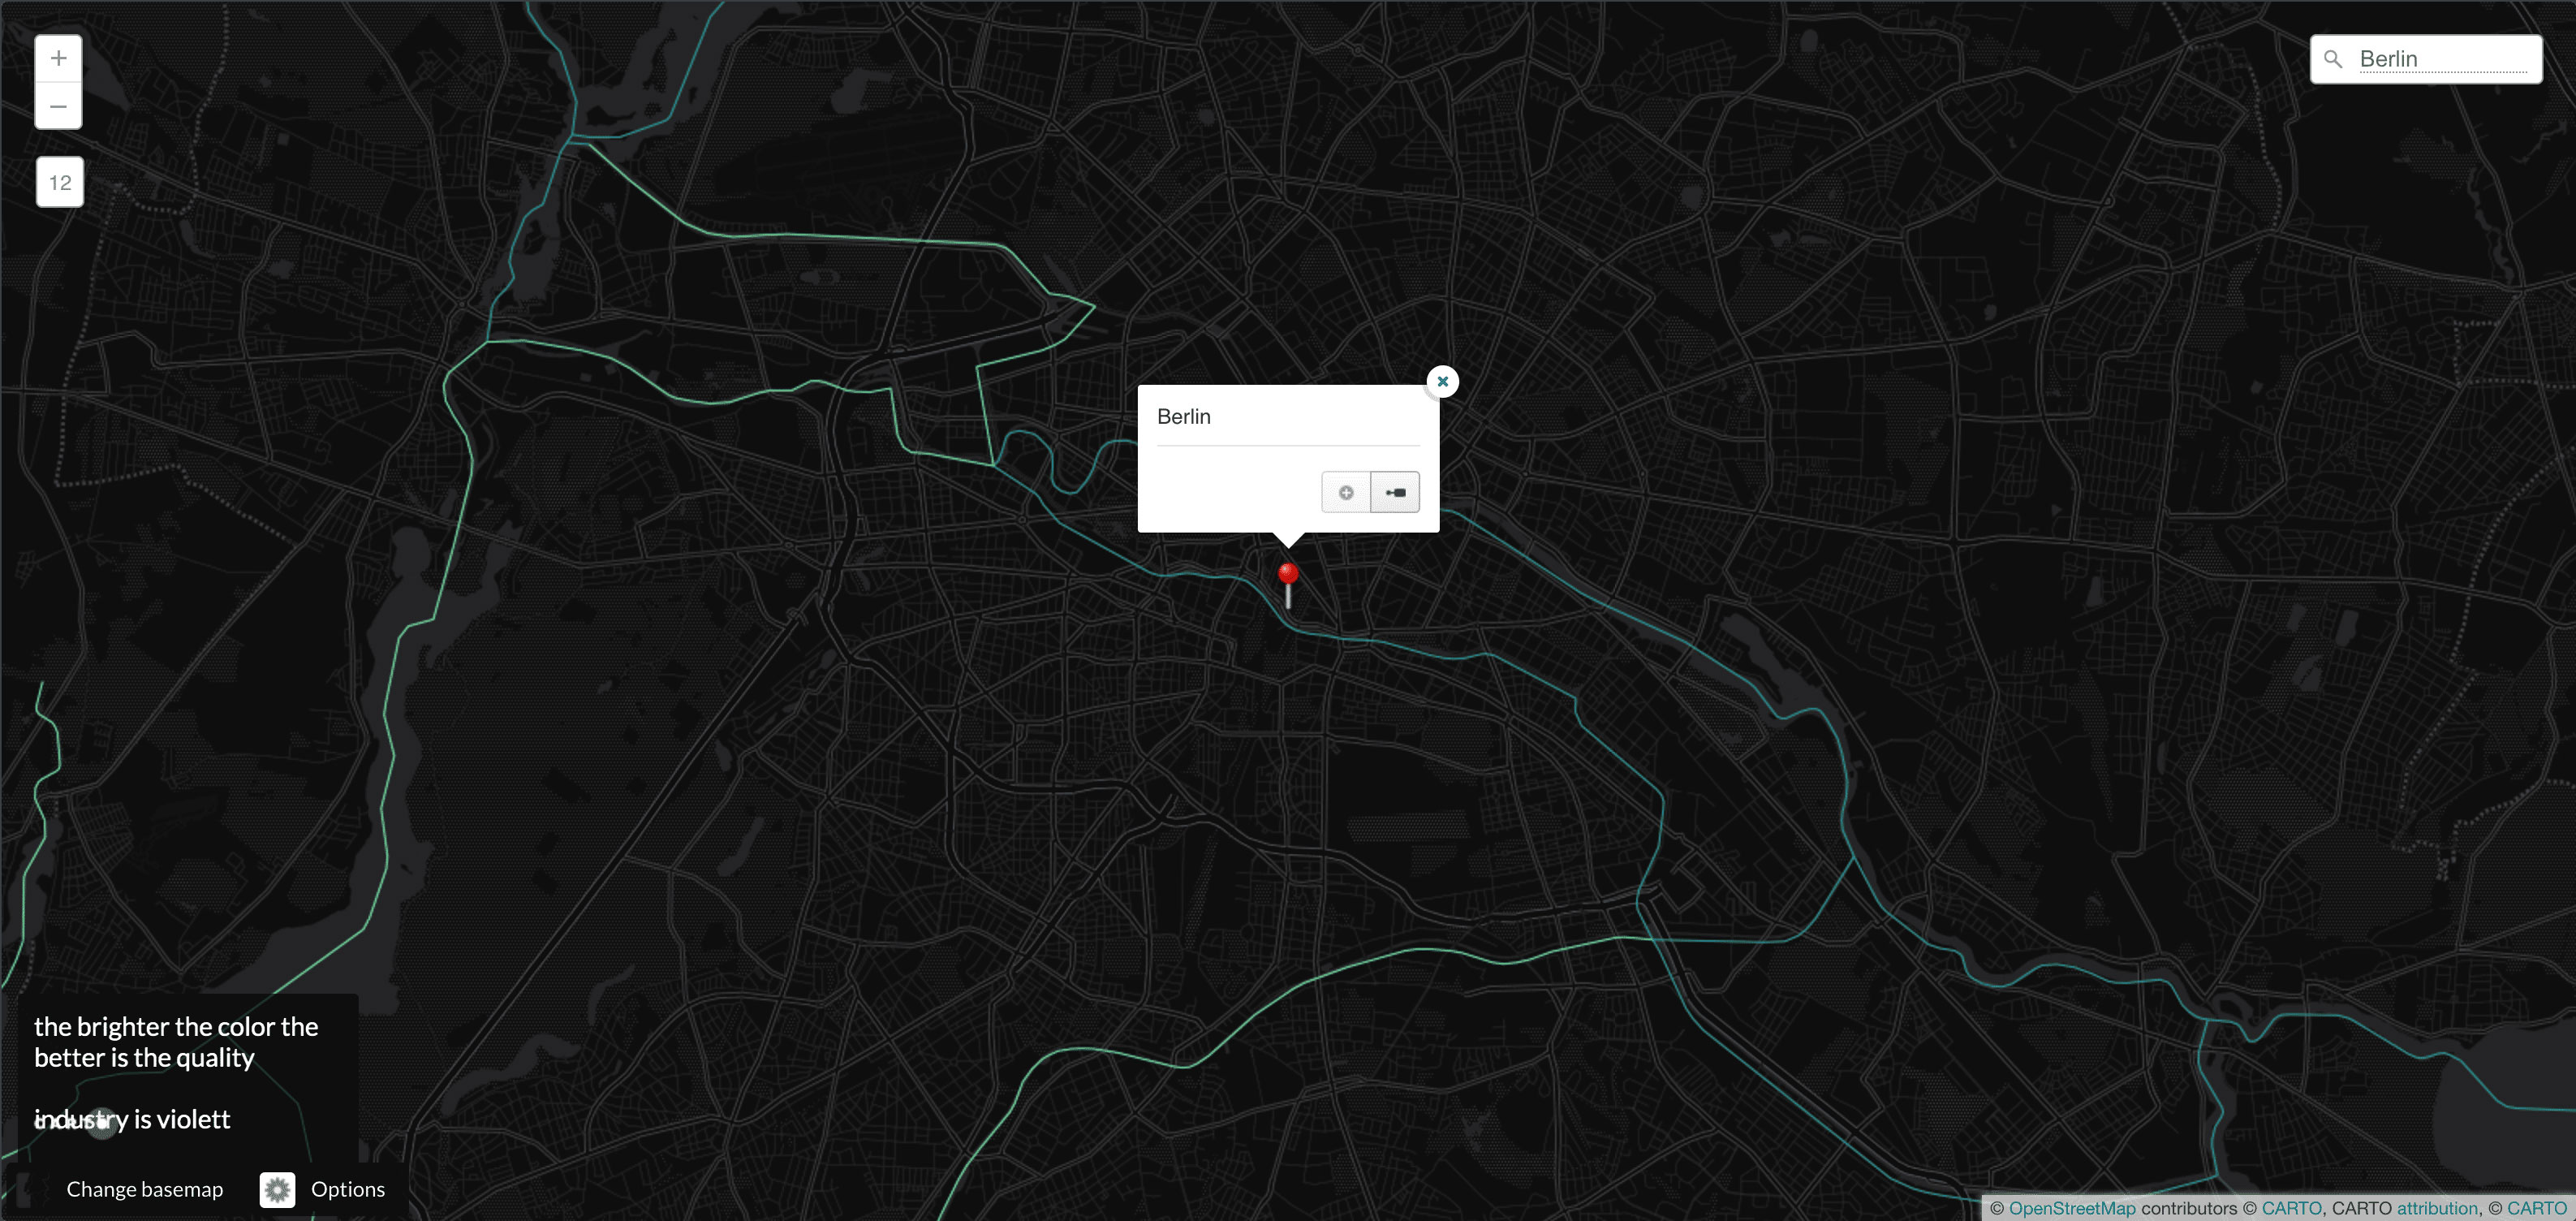 +
Berlin
−
12
Berlin
the brighter the color the
better is the quality
industry is violett
Change basemap
Options
© OpenStreetMap contributors © CARTO, CARTO attribution, © CARTO